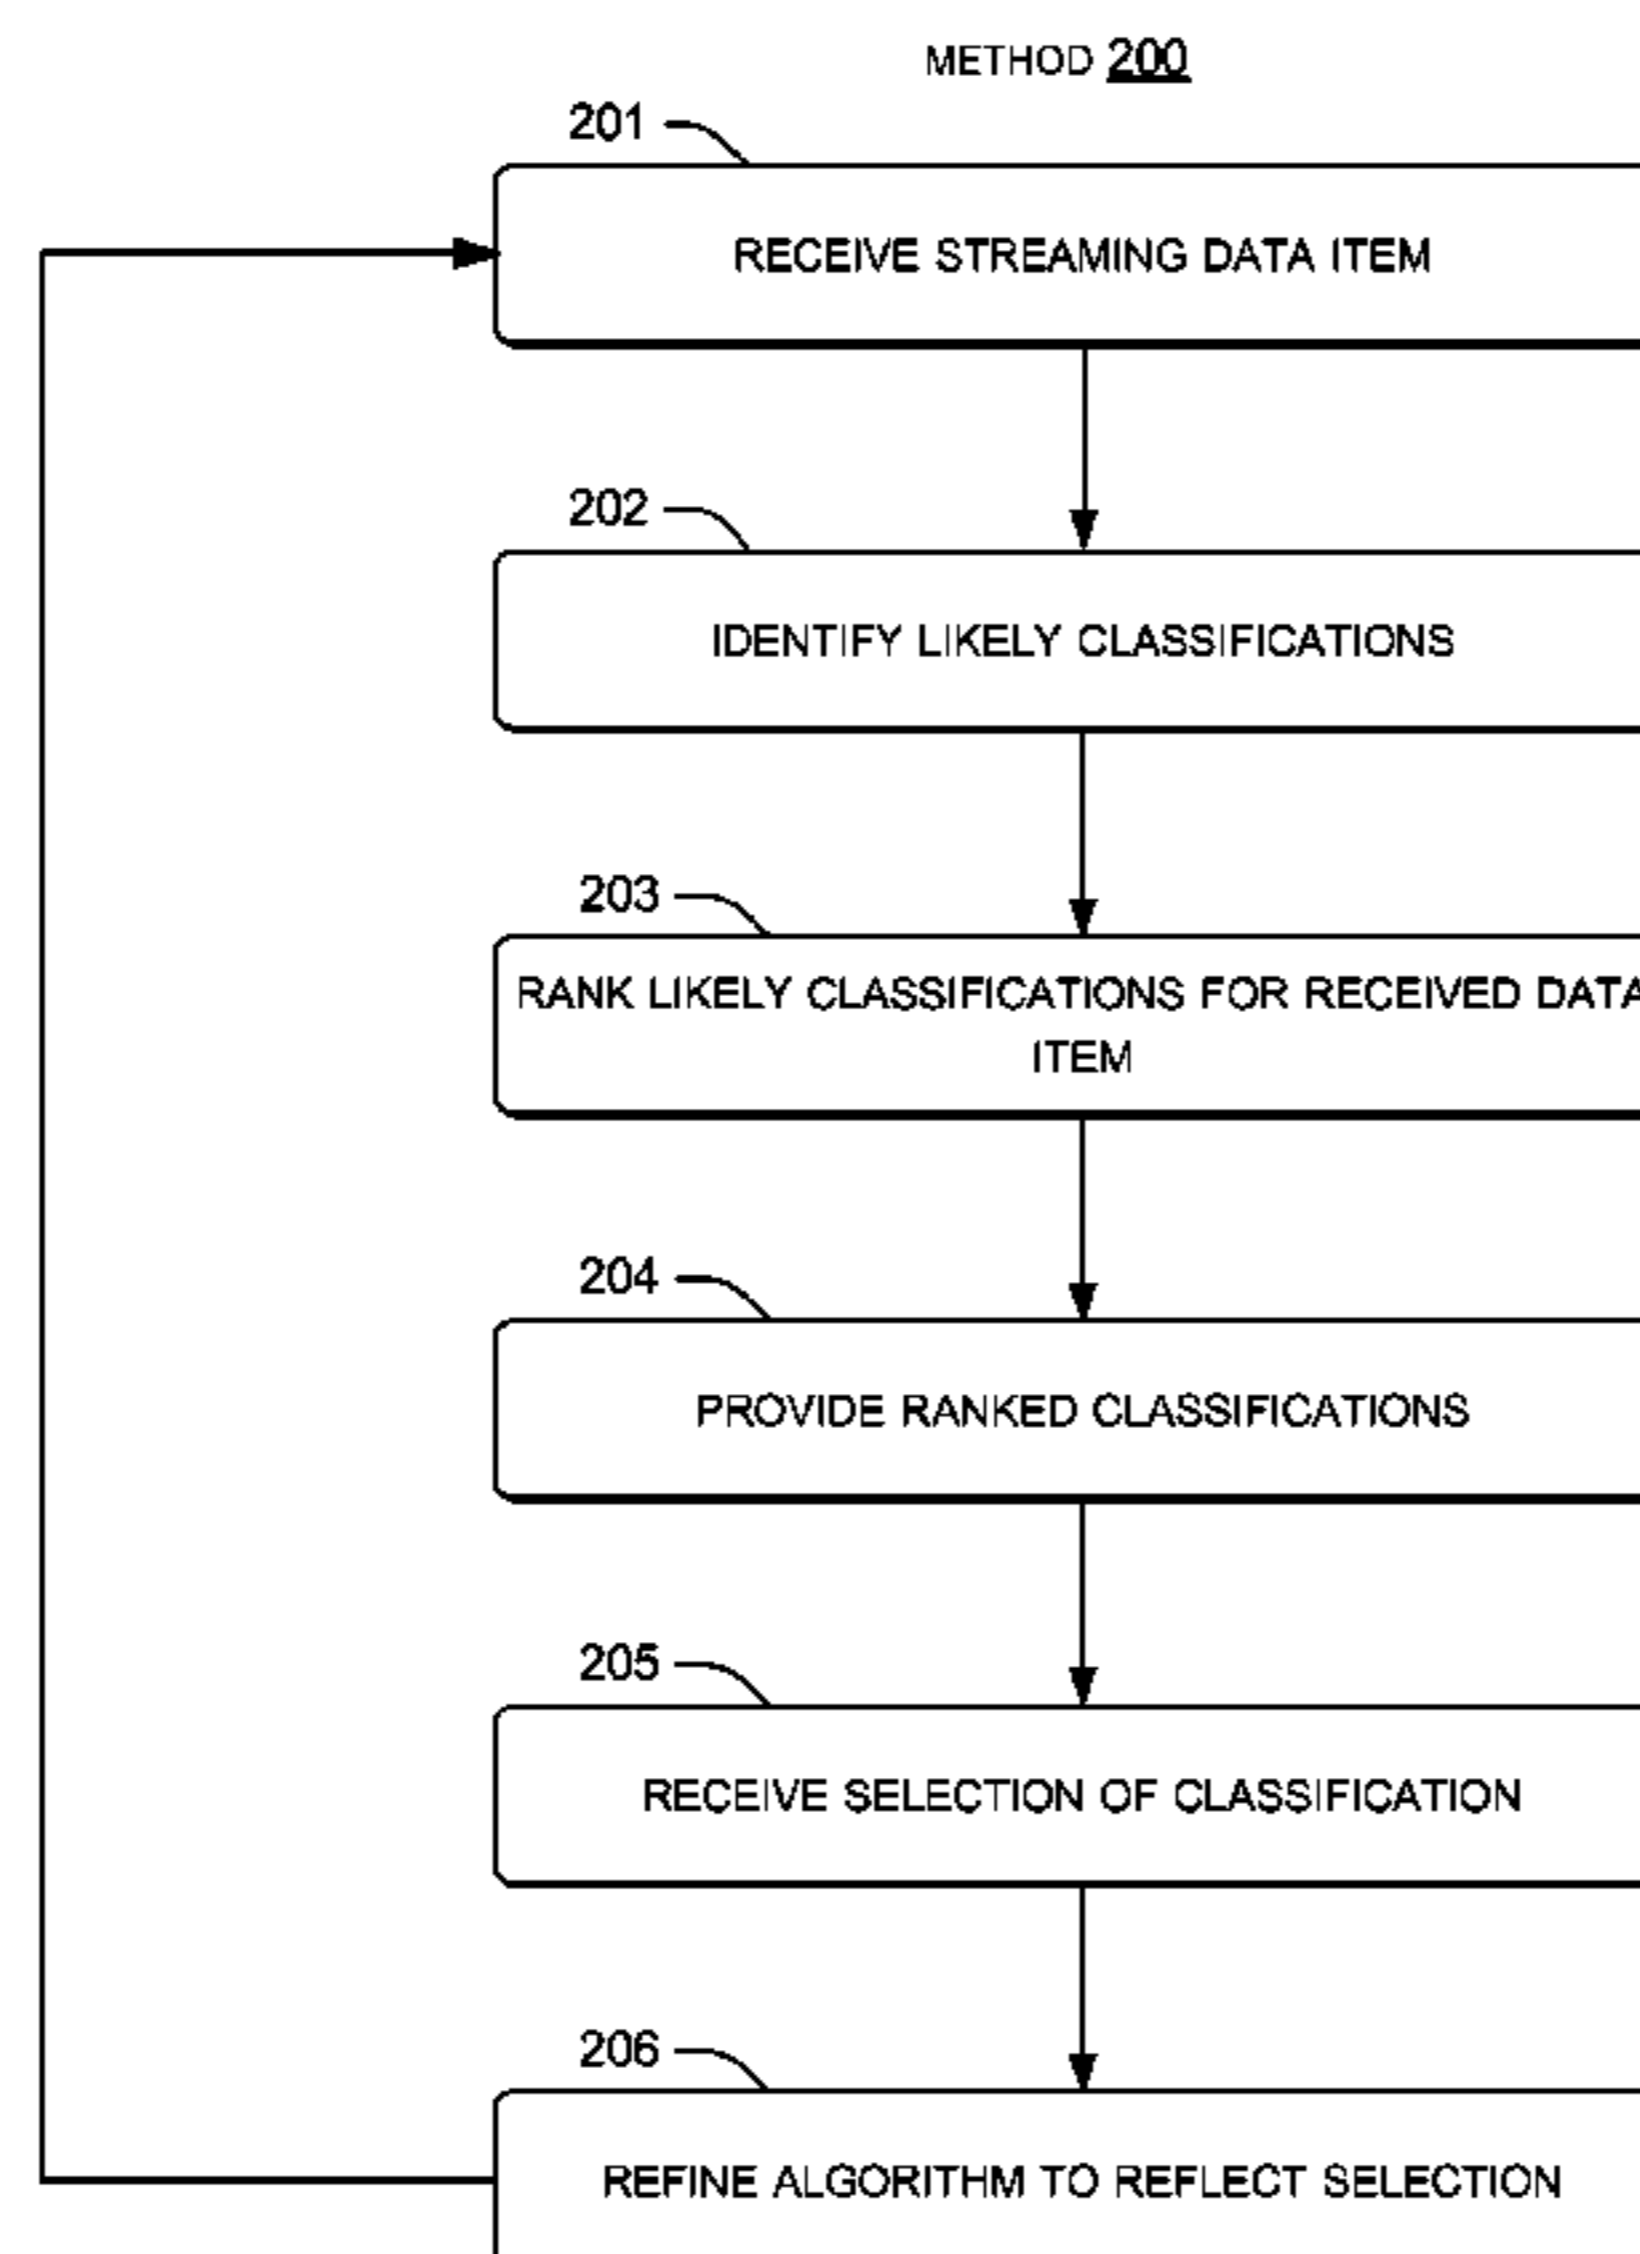 METHOD 200
201
RECEIVE STREAMING DATA ITEM
202
IDENTIFY LIKELY CLASSIFICATIONS
203
RANK LIKELY CLASSIFICATIONS FOR RECEIVED DATA
ITEM
204
PROVIDE RANKED CLASSIFICATIONS
205
RECEIVE SELECTION OF CLASSIFICATION
206
REFINE ALGORITHM TO REFLECT SELECTION